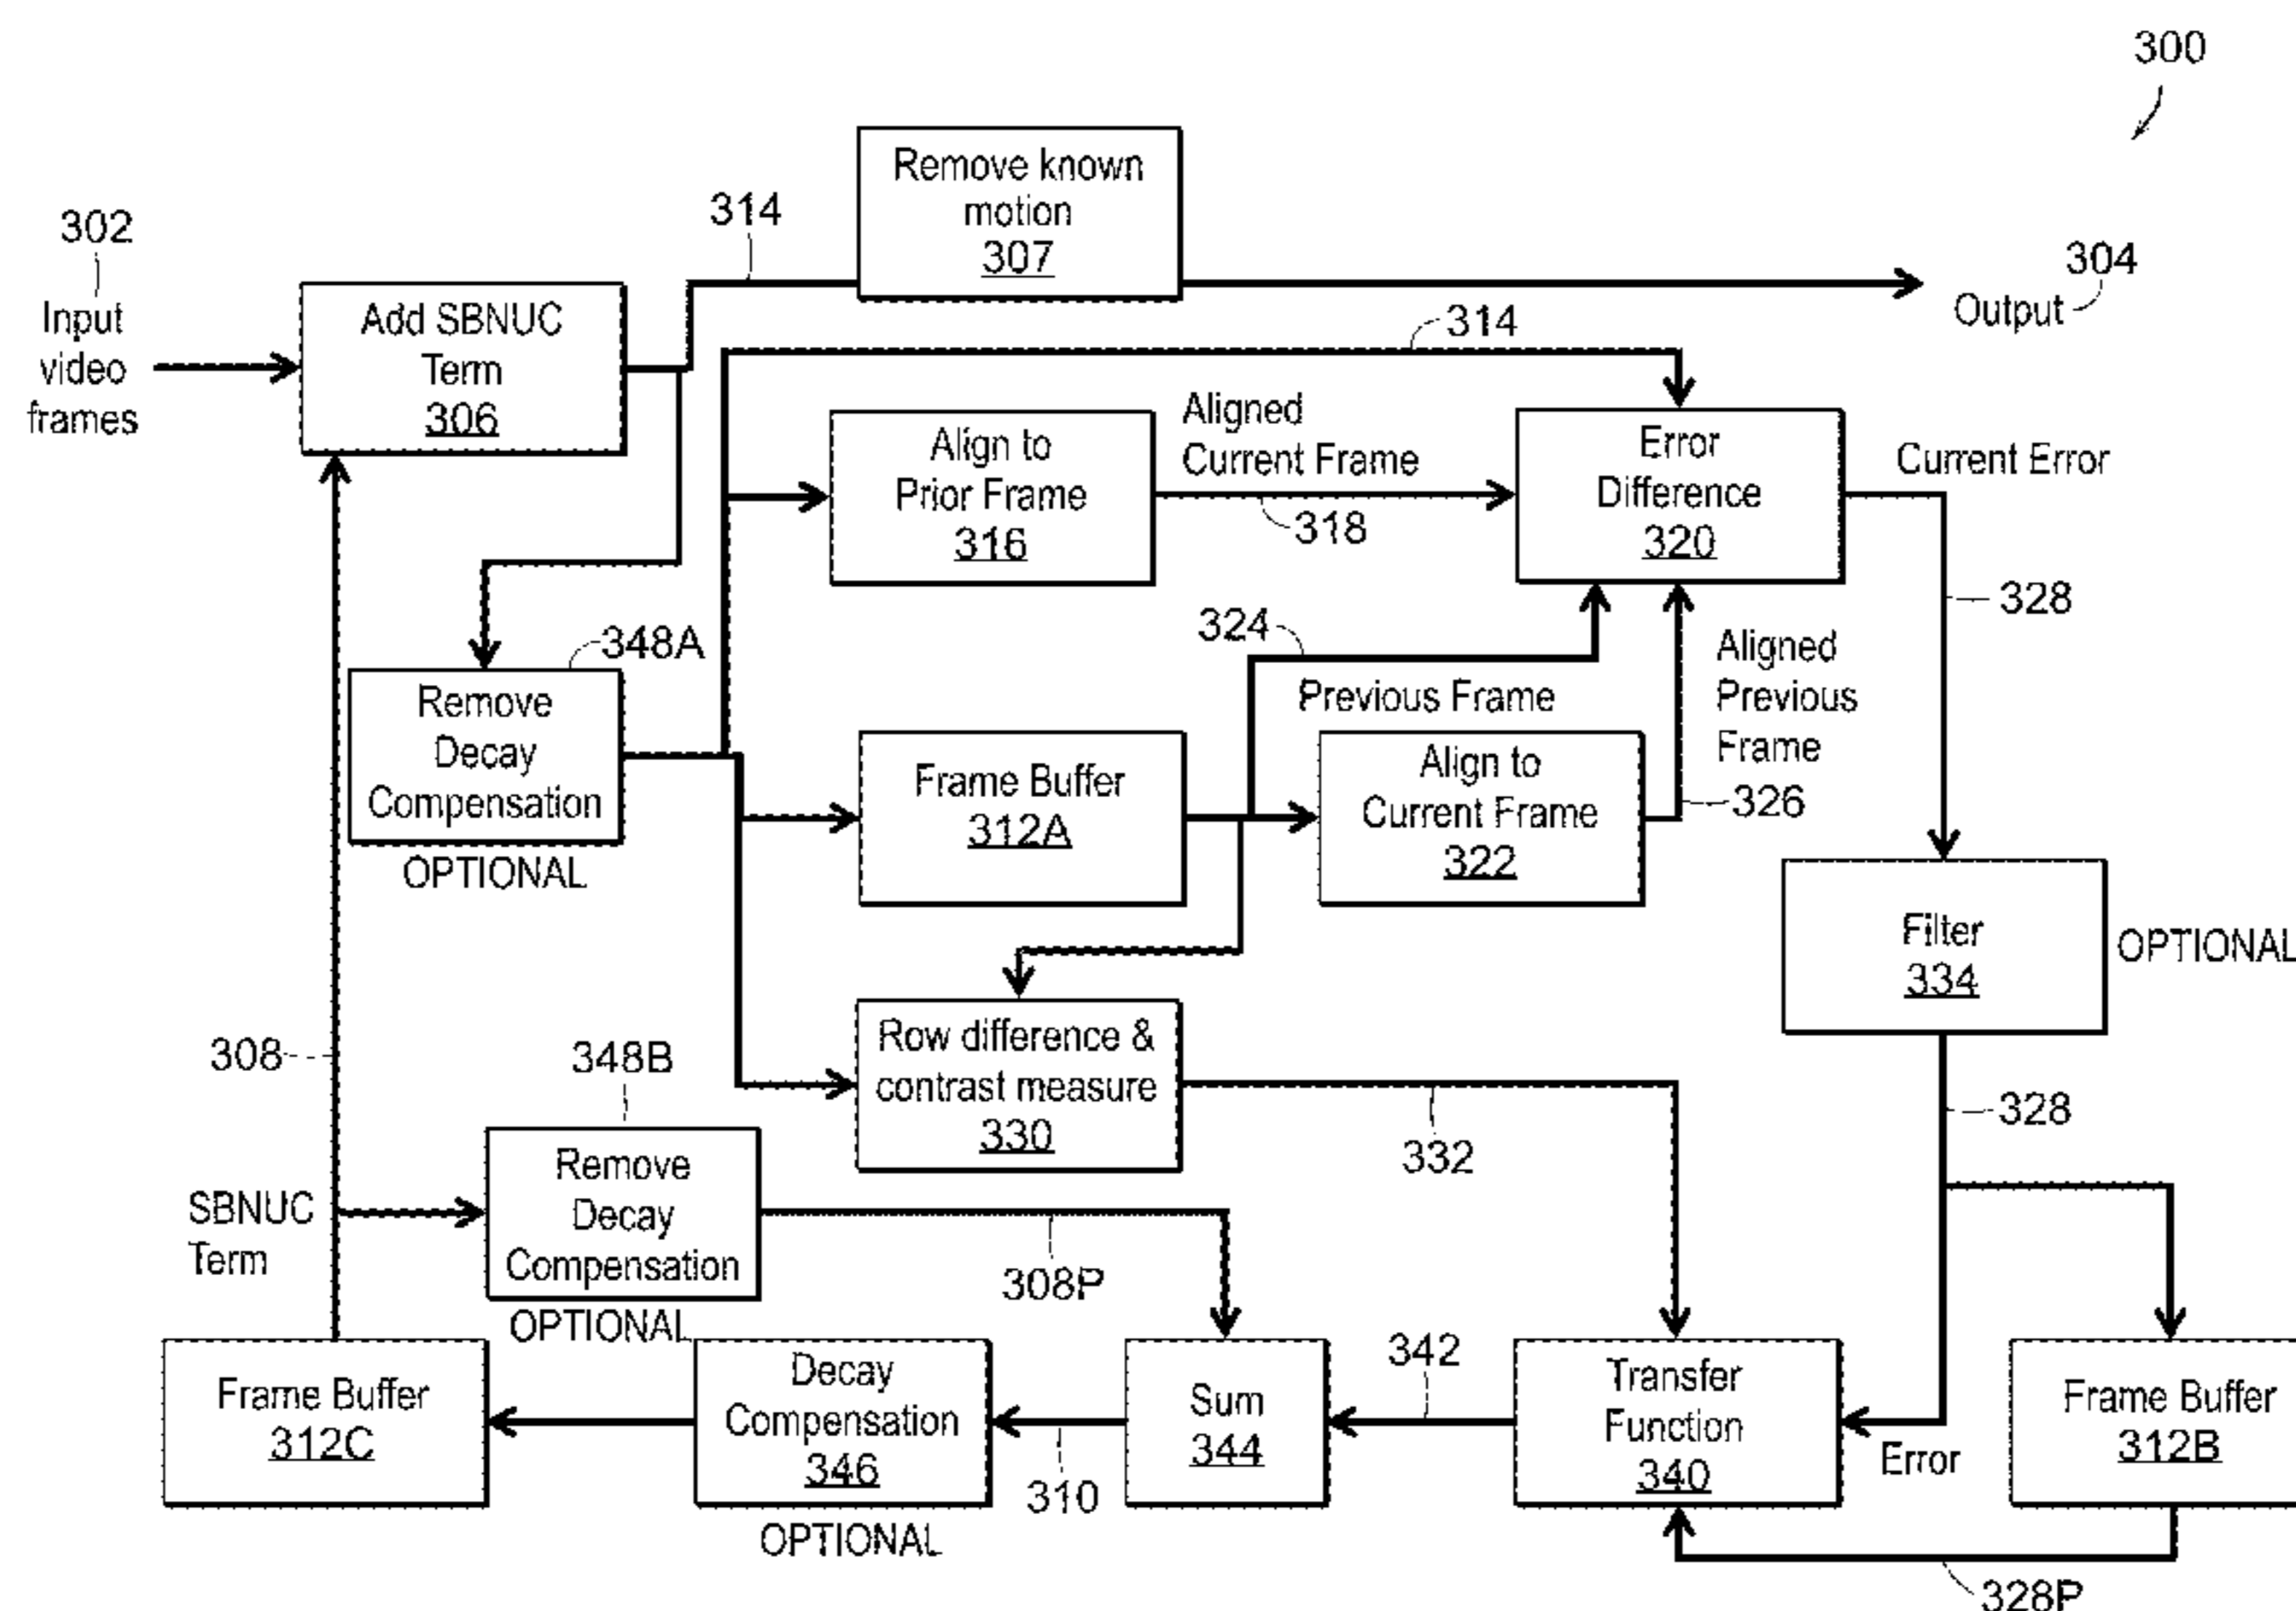 300
Remove known
motion
307
314
302
Input
video
frames
Add SBNUC
Term
306
304
Output
314
Align to
Prior Frame
316
Aligned
Current Frame
318
Error
Difference
320
Current Error
328
348A
Remove
Decay
Compensation
OPTIONAL
324
Previous Frame
Aligned
Previous
Frame
326
Frame Buffer
312A
Align to
Current Frame
322
Filter
334
OPTIONAL
308
348B
Row difference &
contrast measure
330
332
328
SBNUC
Term
Remove
Decay
Compensation
OPTIONAL
308P
Frame Buffer
312C
Decay
Compensation
346
OPTIONAL
310
Sum
344
342
Transfer
Function
340
Error
Frame Buffer
312B
328P